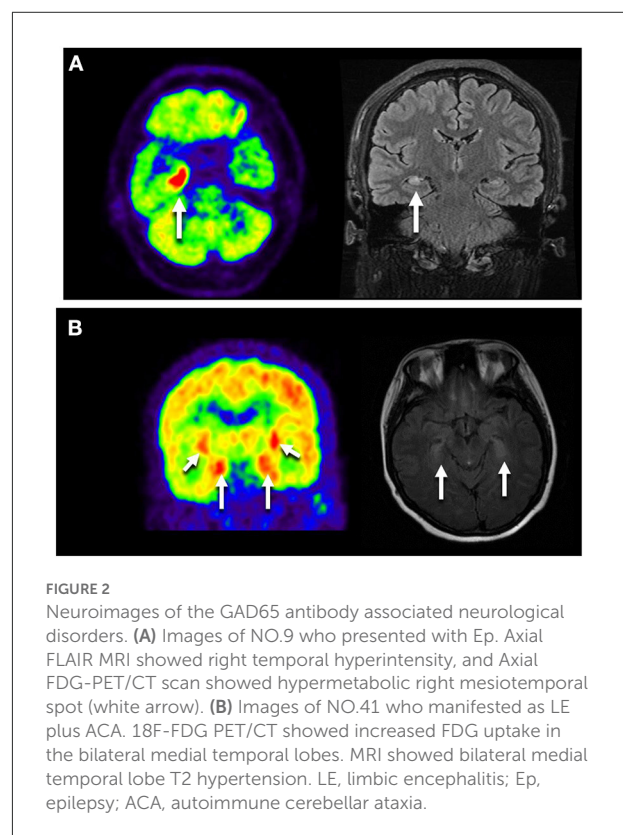 A
B
FIGURE 2
Neuroimages of the GAD65 antibody associated neurological
disorders. (A) Images of NO.9 who presented with Ep. Axial
FLAIR MRI showed right temporal hyperintensity, and Axial
FDG-PET/CT scan showed hypermetabolic right mesiotemporal
spot (white arrow). (B) Images of NO.41 who manifested as LE
plus ACA. 18F-FDG PET/CT showed increased FDG uptake in
the bilateral medial temporal lobes. MRI showed bilateral medial
temporal lobe T2 hypertension. LE, limbic encephalitis; Ep,
epilepsy; ACA, autoimmune cerebellar ataxia.